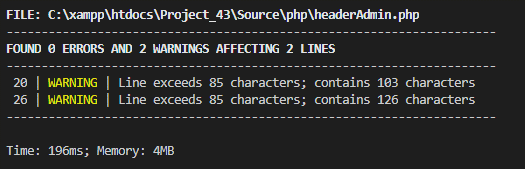 FILE: C:\xampp\htdocs\Project_43\Source\php\headerAdmin.php
----------------------------------------------------------------------
FOUND 0 ERRORS AND 2 WARNINGS AFFECTING 2 LINES
----------------------------------------------------------------------
20 | WARNING | Line exceeds 85 characters; contains 103 characters
26 | WARNING | Line exceeds 85 characters; contains 126 characters
----------------------------------------------------------------------
Time: 196ms; Memory: 4MB